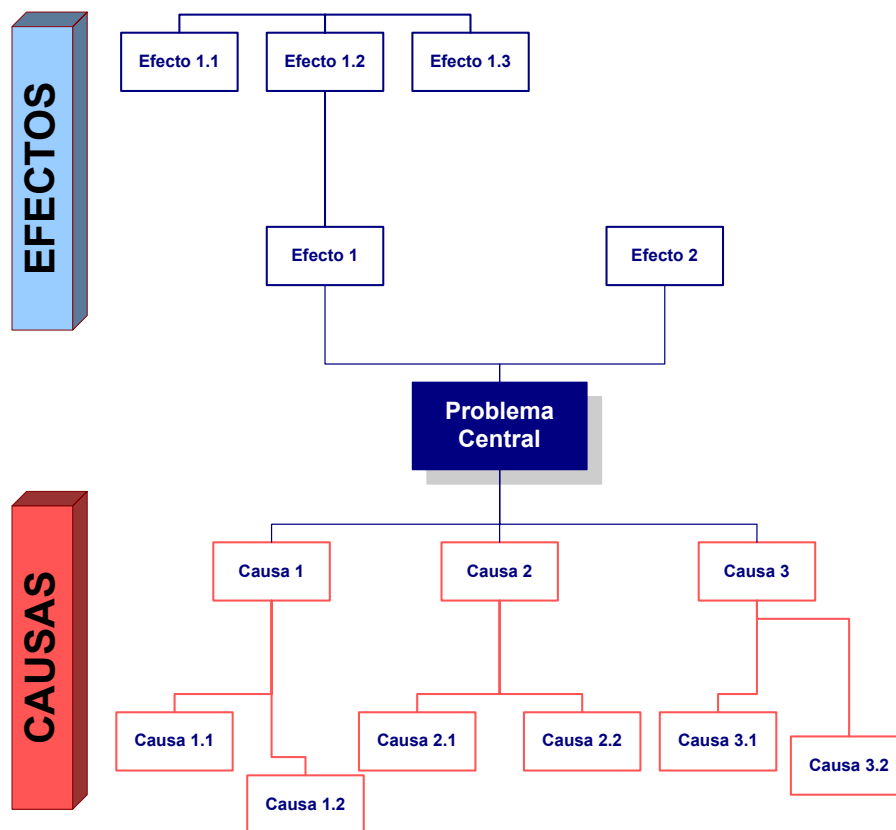 EFECTOS
Efecto 1.1
Efecto 1.2
Efecto 1.3
Efecto 1
Efecto 2
Problema
Central
CAUSAS
Causa 1
Causa 2
Causa 3
Causa 1.1
Causa 1.2
Causa 2.1
Causa 2.2
Causa 3.1
Causa 3.2